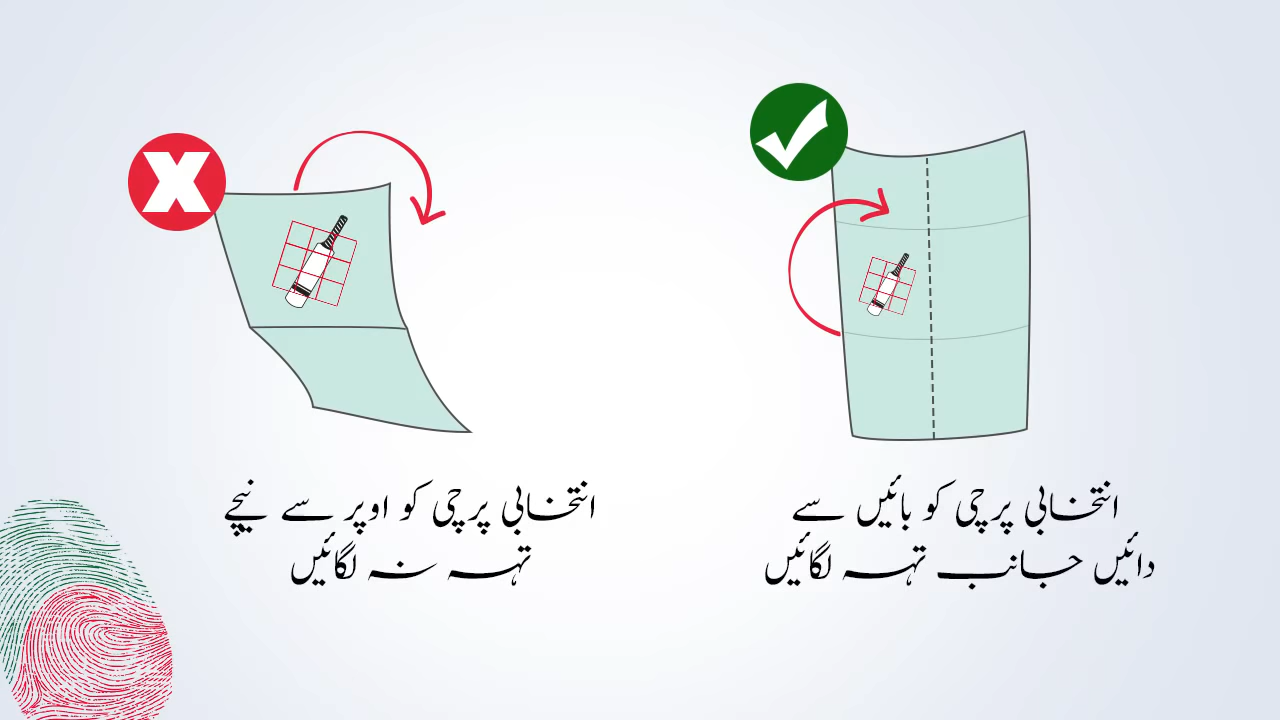 انتخابی پرچی کو بائیں سے
دائیں جانب تہہ لگائیں
انتخابی پرچی کو اوپر سے نیچے
تہہ نہ لگائیں